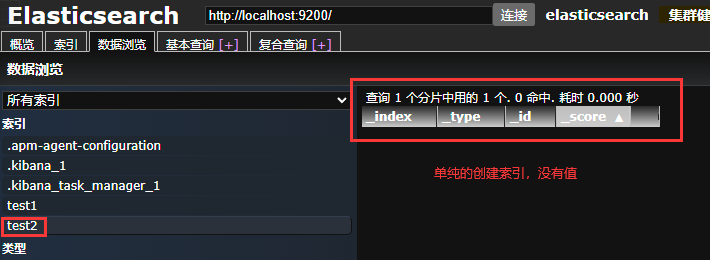 Elasticsearch http://localhost:9200/ 连接 elasticsearch 集群健
概览 索引 数据浏览 基本查询 [+] 复合查询 [+]
数据浏览
所有索引
索引
.apm-agent-configuration
.kibana_1
.kibana_task_manager_1
test1
test2
类型
查询 1 个分片中用的 1 个. 0 命中. 耗时 0.000 秒
_index _type _id _score ▲
单纯的创建索引，没有值